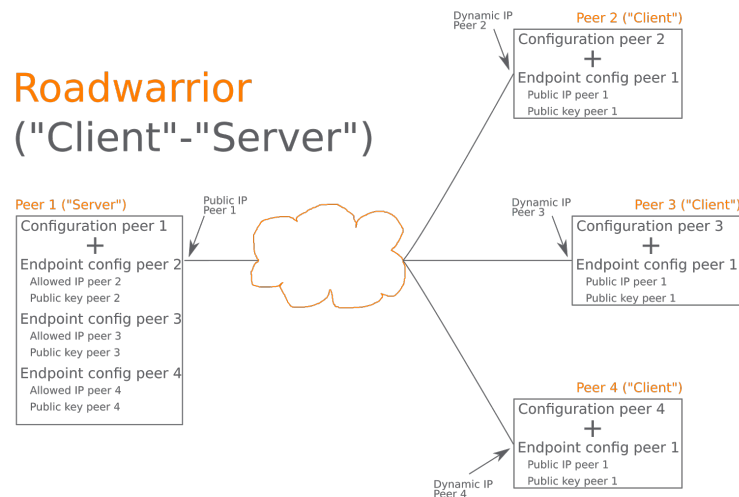 Roadwarrior
("Client"-"Server")
Peer 1 ("Server")
Public IP
Peer 1
Configuration peer 1
+
Endpoint config peer 2
Allowed IP peer 2
Public key peer 2
Endpoint config peer 3
Allowed IP peer 3
Public key peer 3
Endpoint config peer 4
Allowed IP peer 4
Public key peer 4
Dynamic IP
Peer 2
Peer 2 ("Client")
Configuration peer 2
+
Endpoint config peer 1
Public IP peer 1
Public key peer 1
Dynamic IP
Peer 3
Peer 3 ("Client")
Configuration peer 3
+
Endpoint config peer 1
Public IP peer 1
Public key peer 1
Peer 4 ("Client")
Configuration peer 4
+
Endpoint config peer 1
Public IP peer 1
Public key peer 1
Dynamic IP
Peer 4